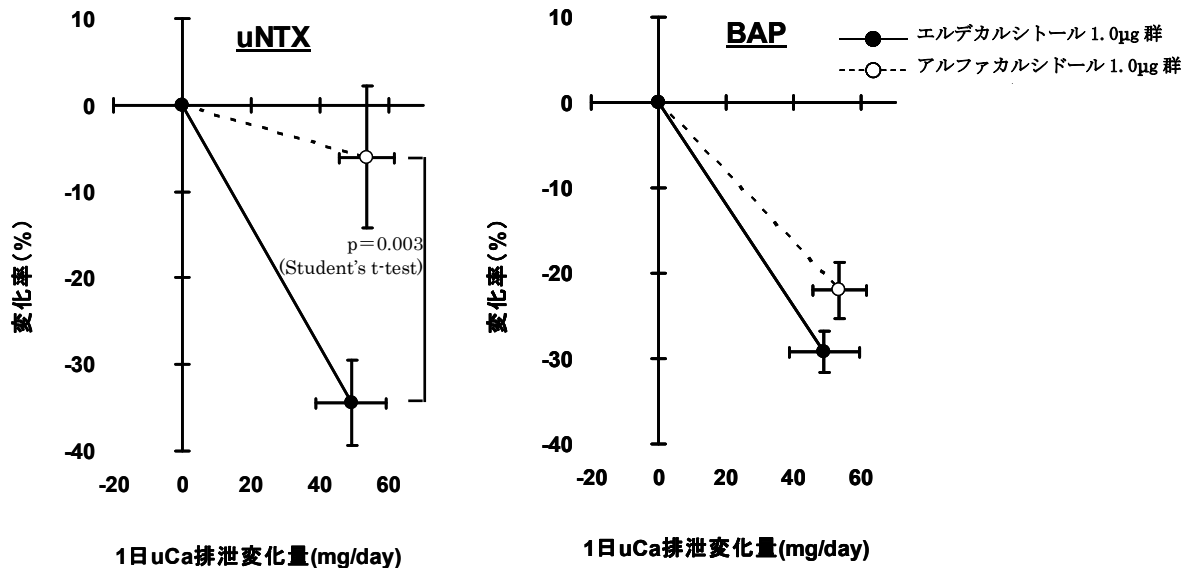 uNTX
10
0
-10
-20
-30
-40
-20 0 20 40 60
変化率(%)
1日uCa排泄変化量(mg/day)
p＝0.003
(Student's t-test)
BAP
10
0
-10
-20
-30
-40
-20 0 20 40 60
変化率(%)
1日uCa排泄変化量(mg/day)
エルデカルシトール 1.0μg 群
アルファカルシドール 1.0μg 群